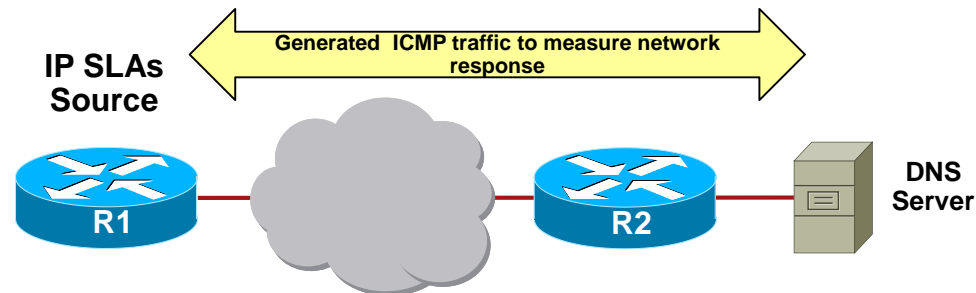 Generated ICMP traffic to measure network
response
IP SLAs
Source
R1
R2
DNS
Server